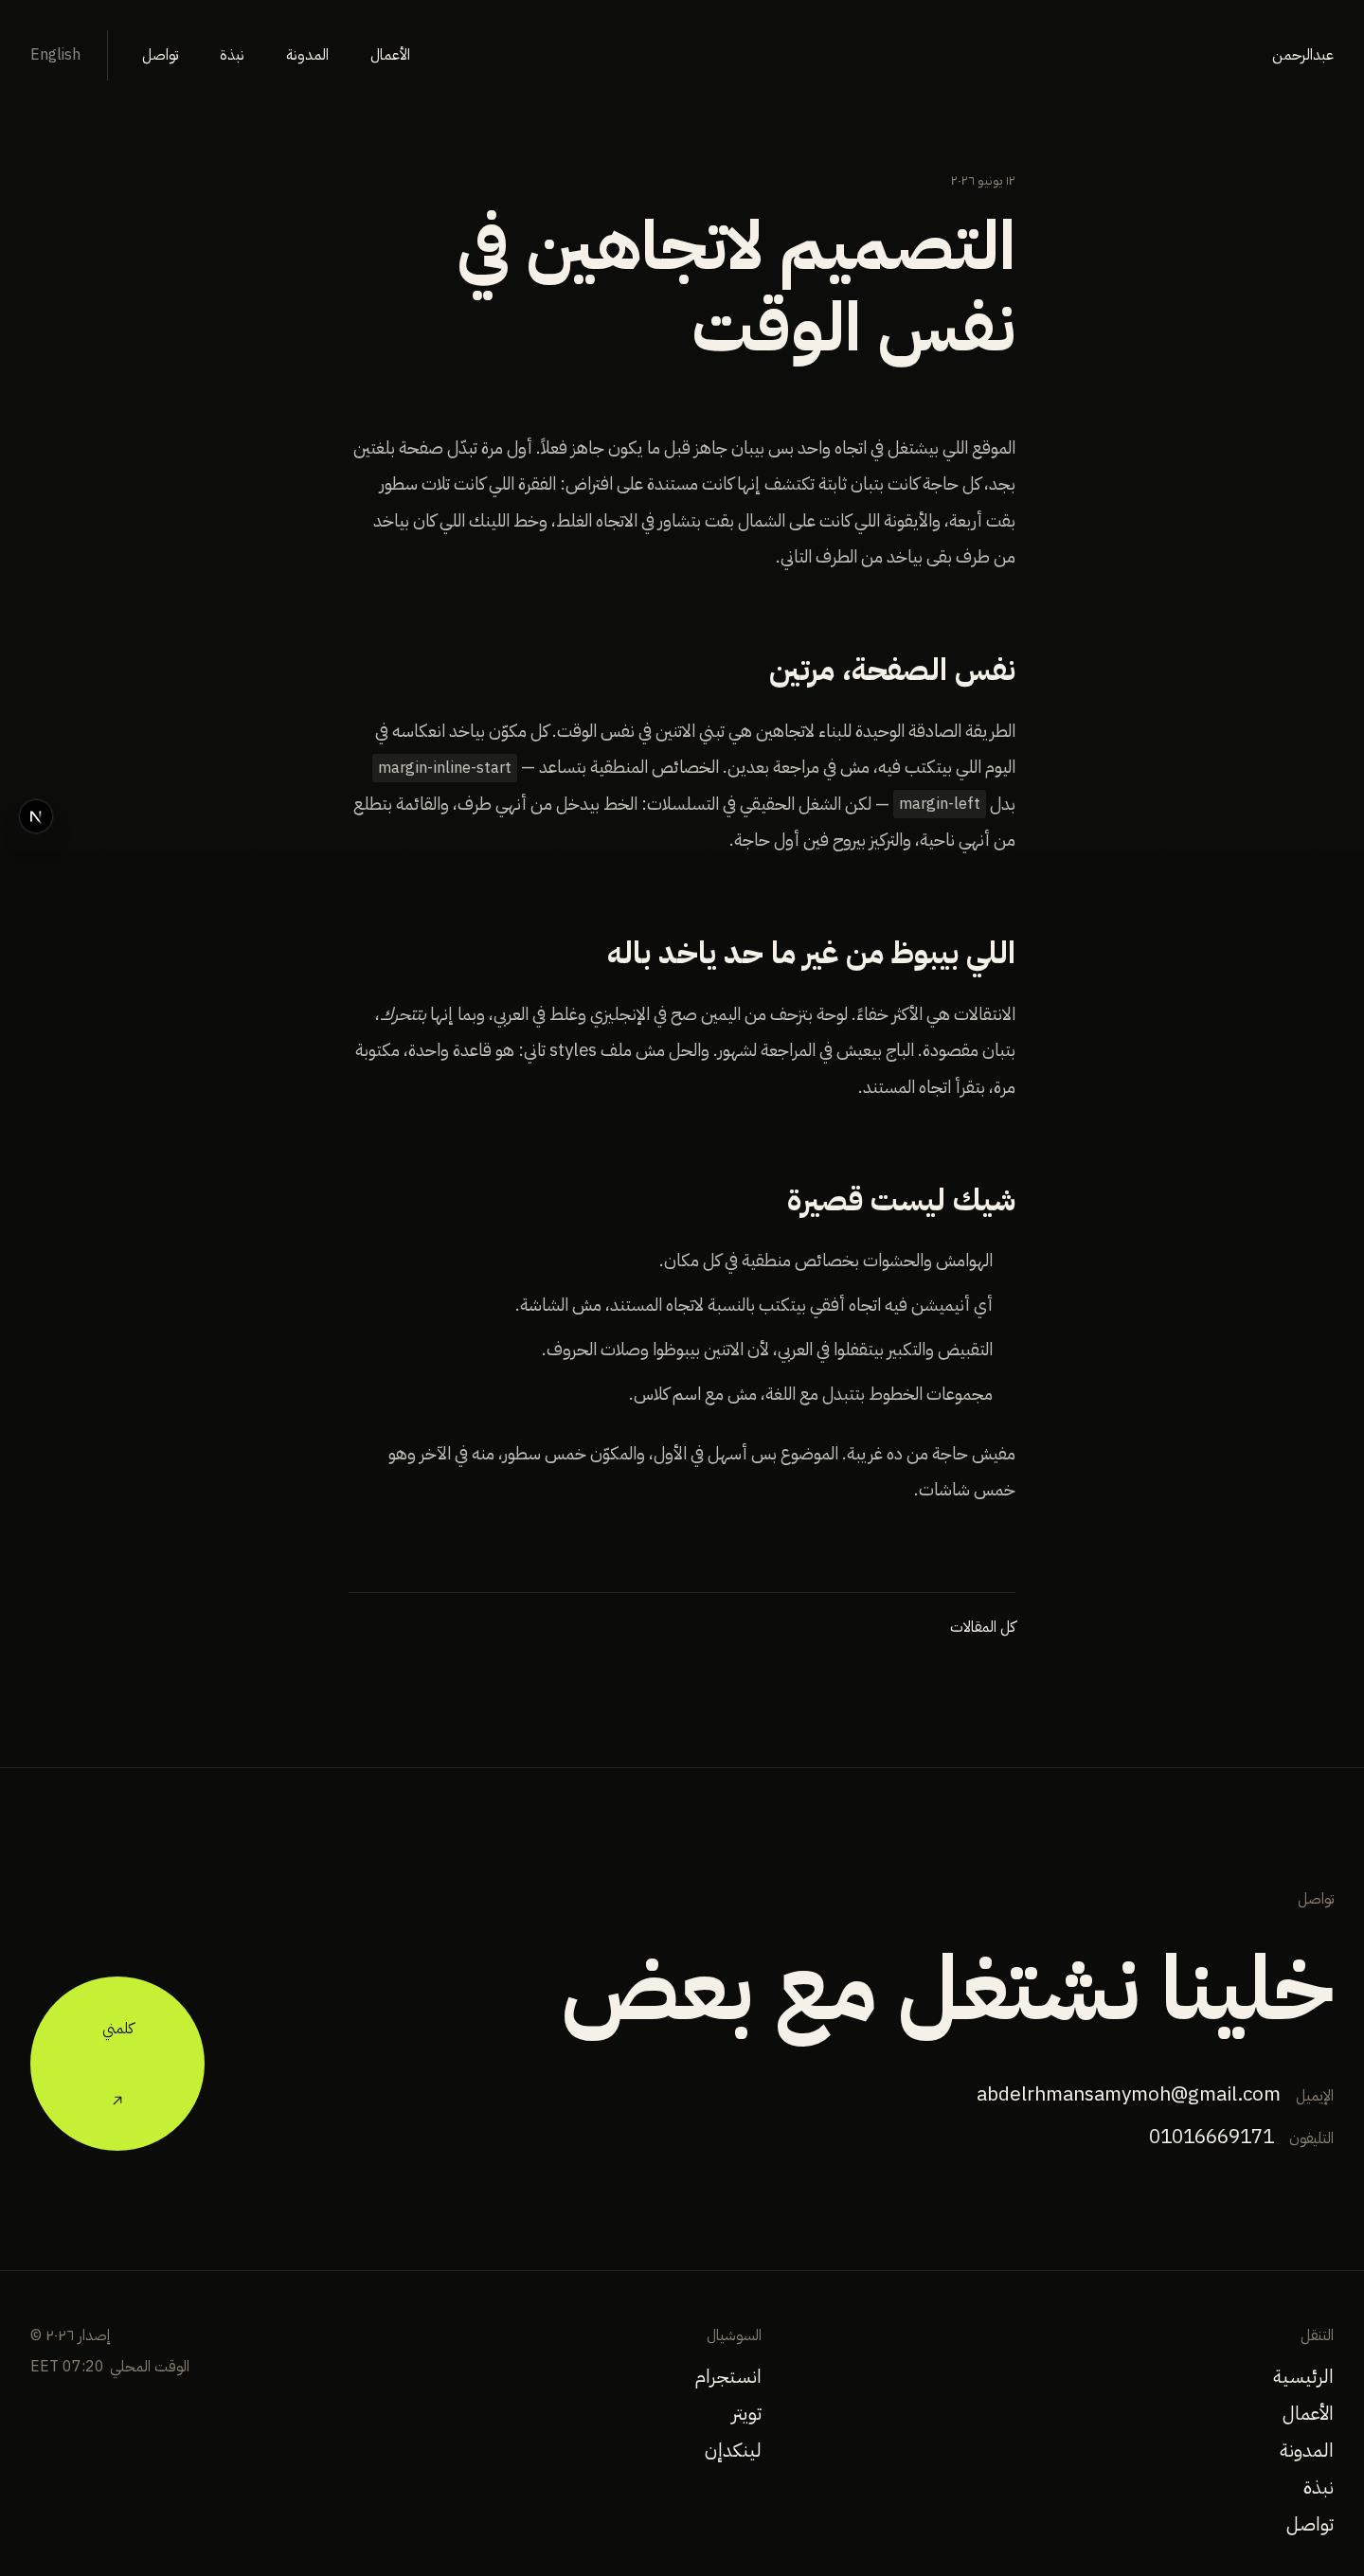 عبدالرحمن
الأعمال
المدونة
نبذة
تواصل
English
١٢ يونيو ٢٠٢٦
التصميم لاتجاهين في
نفس الوقت
الموقع اللي بيشتغل في اتجاه واحد بس بيبان جاهز قبل ما يكون جاهز فعلاً. أول مرة تبدّل صفحة بلغتين
بجد، كل حاجة كانت بتبان ثابتة تكتشف إنها كانت مستندة على افتراض: الفقرة اللي كانت تلات سطور
بقت أربعة، والأيقونة اللي كانت على الشمال بقت بتشاور في الاتجاه الغلط، وخط اللينك اللي كان بياخد
من طرف بقى بياخد من الطرف التاني.
نفس الصفحة، مرتين
الطريقة الصادقة الوحيدة للبناء لاتجاهين هي تبني الاتنين في نفس الوقت. كل مكوّن بياخد انعكاسه في
اليوم اللي بيتكتب فيه، مش في مراجعة بعدين. الخصائص المنطقية بتساعد — margin-inline-start
بدل margin-left — لكن الشغل الحقيقي في التسلسلات: الخط بيدخل من أنهي طرف، والقائمة بتطلع
من أنهي ناحية، والتركيز بيروح فين أول حاجة.
اللي بيبوظ من غير ما حد ياخد باله
الانتقالات هي الأكثر خفاءً. لوحة بتزحف من اليمين صح في الإنجليزي وغلط في العربي، وبما إنها بتتحرك،
بتبان مقصودة. الباج بيعيش في المراجعة لشهور. والحل مش ملف styles تاني: هو قاعدة واحدة، مكتوبة
مرة، بتقرأ اتجاه المستند.
شيك ليست قصيرة
الهوامش والحشوات بخصائص منطقية في كل مكان.
أي أنيميشن فيه اتجاه أفقي بيتكتب بالنسبة لاتجاه المستند، مش الشاشة.
التقبيض والتكبير بيتقفلوا في العربي، لأن الاتنين بيبوظوا وصلات الحروف.
مجموعات الخطوط بتتبدل مع اللغة، مش مع اسم كلاس.
مفيش حاجة من ده غريبة. الموضوع بس أسهل في الأول، والمكوّن خمس سطور، منه في الآخر وهو
خمس شاشات.
كل المقالات
تواصل
خلينا نشتغل مع بعض
كلمني
الإيميل abdelrhmansamymoh@gmail.com
التليفون 01016669171
التنقل
الرئيسية
الأعمال
المدونة
نبذة
تواصل
السوشيال
انستجرام
تويتر
لينكدإن
إصدار ٢٠٢٦ ©
الوقت المحلي 07:20 EET